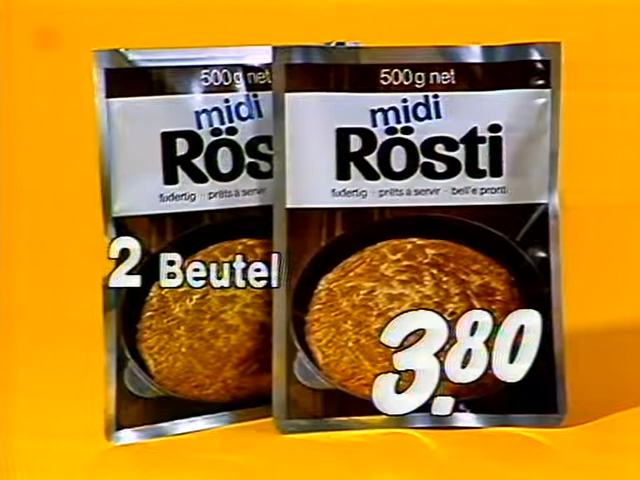 500g net
midi
Rös
fixfertig · prêts à servir
500g net
midi
Rösti
fixfertig · prêts à servir · bell'e pronti
2 Beutel
3.80